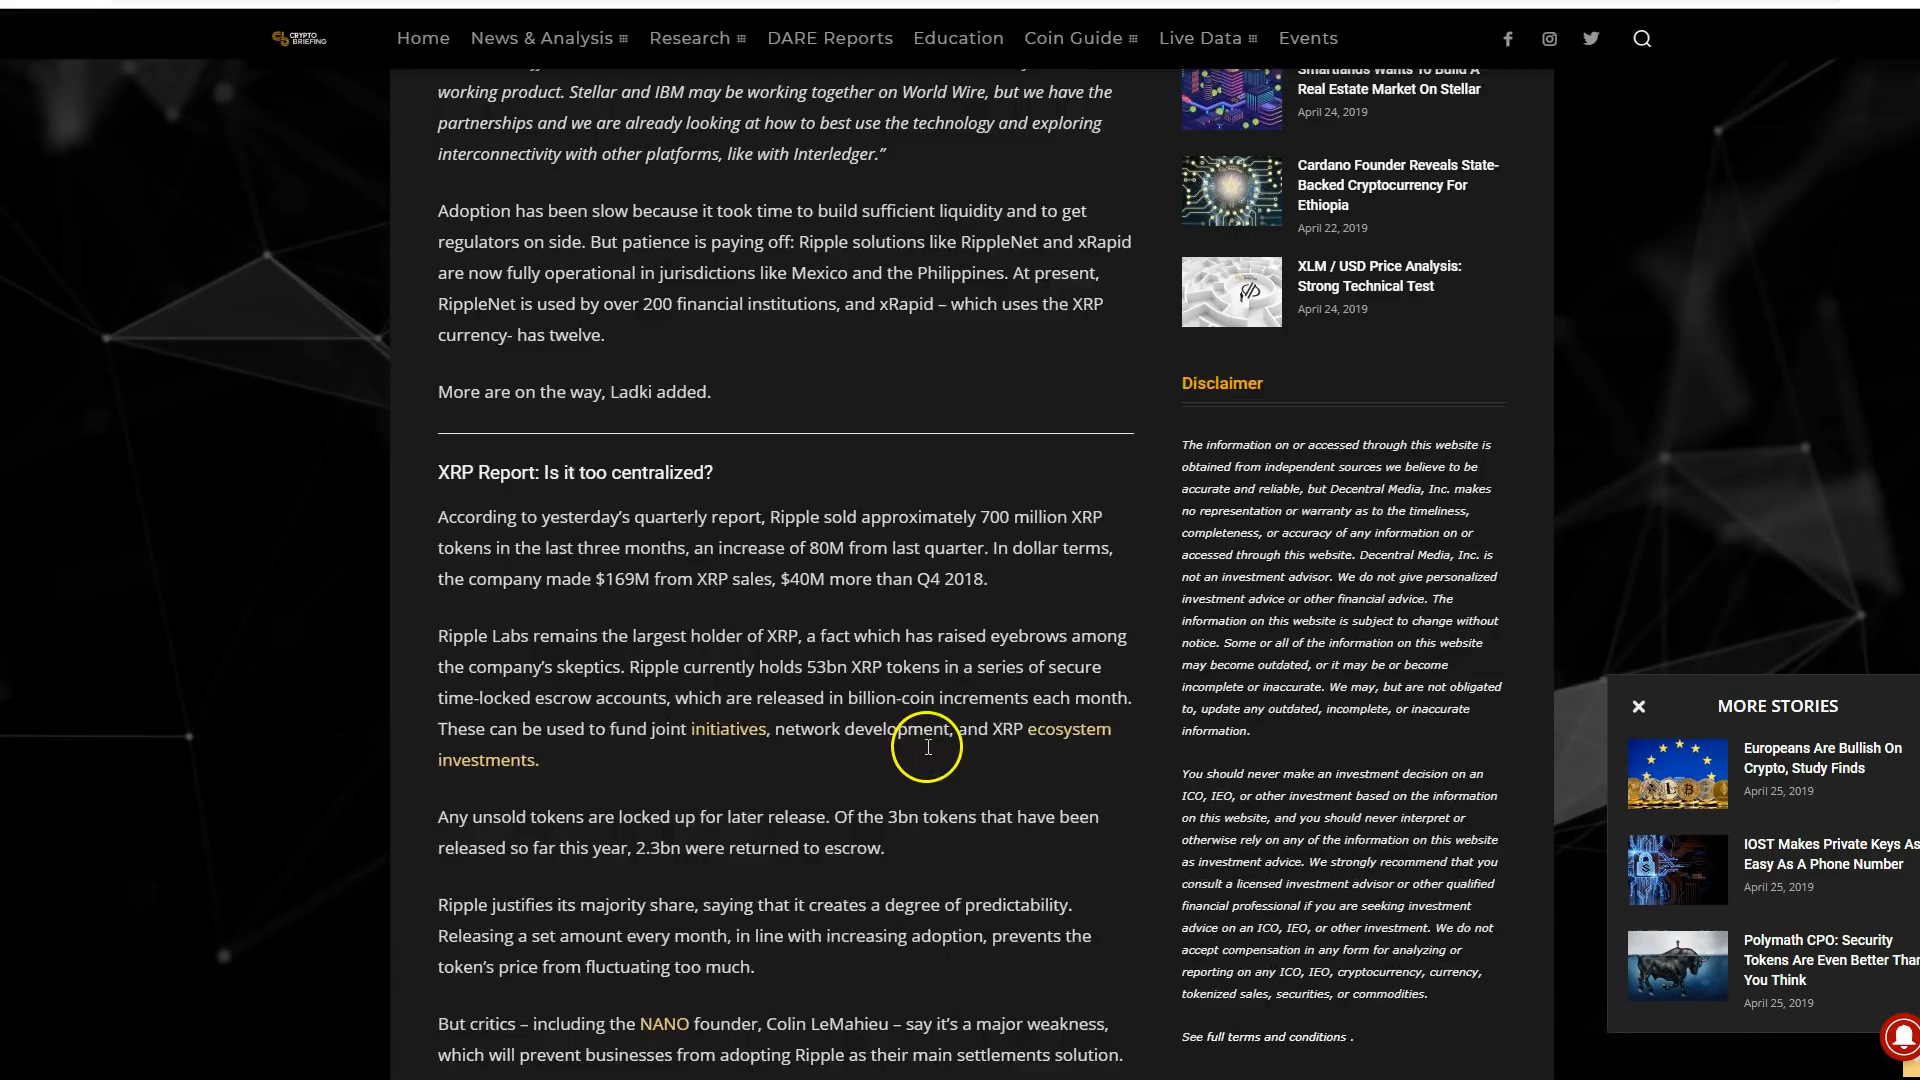 CRYPTO
BRIEFING
Home
News & Analysis
Research
DARE Reports
Education
Coin Guide
Live Data
Events
working product. Stellar and IBM may be working together on World Wire, but we have the
partnerships and we are already looking at how to best use the technology and exploring
interconnectivity with other platforms, like with Interledger.”
Adoption has been slow because it took time to build sufficient liquidity and to get
regulators on side. But patience is paying off: Ripple solutions like RippleNet and xRapid
are now fully operational in jurisdictions like Mexico and the Philippines. At present,
RippleNet is used by over 200 financial institutions, and xRapid – which uses the XRP
currency- has twelve.
More are on the way, Ladki added.
XRP Report: Is it too centralized?
According to yesterday’s quarterly report, Ripple sold approximately 700 million XRP
tokens in the last three months, an increase of 80M from last quarter. In dollar terms,
the company made $169M from XRP sales, $40M more than Q4 2018.
Ripple Labs remains the largest holder of XRP, a fact which has raised eyebrows among
the company’s skeptics. Ripple currently holds 53bn XRP tokens in a series of secure
time-locked escrow accounts, which are released in billion-coin increments each month.
These can be used to fund joint initiatives, network development, and XRP ecosystem
investments.
Any unsold tokens are locked up for later release. Of the 3bn tokens that have been
released so far this year, 2.3bn were returned to escrow.
Ripple justifies its majority share, saying that it creates a degree of predictability.
Releasing a set amount every month, in line with increasing adoption, prevents the
token’s price from fluctuating too much.
But critics – including the NANO founder, Colin LeMahieu – say it’s a major weakness,
which will prevent businesses from adopting Ripple as their main settlements solution.
Smartlands Wants To Build A
Real Estate Market On Stellar
April 24, 2019
Cardano Founder Reveals State-
Backed Cryptocurrency For
Ethiopia
April 22, 2019
XLM / USD Price Analysis:
Strong Technical Test
April 24, 2019
Disclaimer
The information on or accessed through this website is
obtained from independent sources we believe to be
accurate and reliable, but Decentral Media, Inc. makes
no representation or warranty as to the timeliness,
completeness, or accuracy of any information on or
accessed through this website. Decentral Media, Inc. is
not an investment advisor. We do not give personalized
investment advice or other financial advice. The
information on this website is subject to change without
notice. Some or all of the information on this website
may become outdated, or it may be or become
incomplete or inaccurate. We may, but are not obligated
to, update any outdated, incomplete, or inaccurate
information.
You should never make an investment decision on an
ICO, IEO, or other investment based on the information
on this website, and you should never interpret or
otherwise rely on any of the information on this website
as investment advice. We strongly recommend that you
consult a licensed investment advisor or other qualified
financial professional if you are seeking investment
advice on an ICO, IEO, or other investment. We do not
accept compensation in any form for analyzing or
reporting on any ICO, IEO, cryptocurrency, currency,
tokenized sales, securities, or commodities.
See full terms and conditions .
MORE STORIES
Europeans Are Bullish On
Crypto, Study Finds
April 25, 2019
IOST Makes Private Keys As
Easy As A Phone Number
April 25, 2019
Polymath CPO: Security
Tokens Are Even Better Than
You Think
April 25, 2019